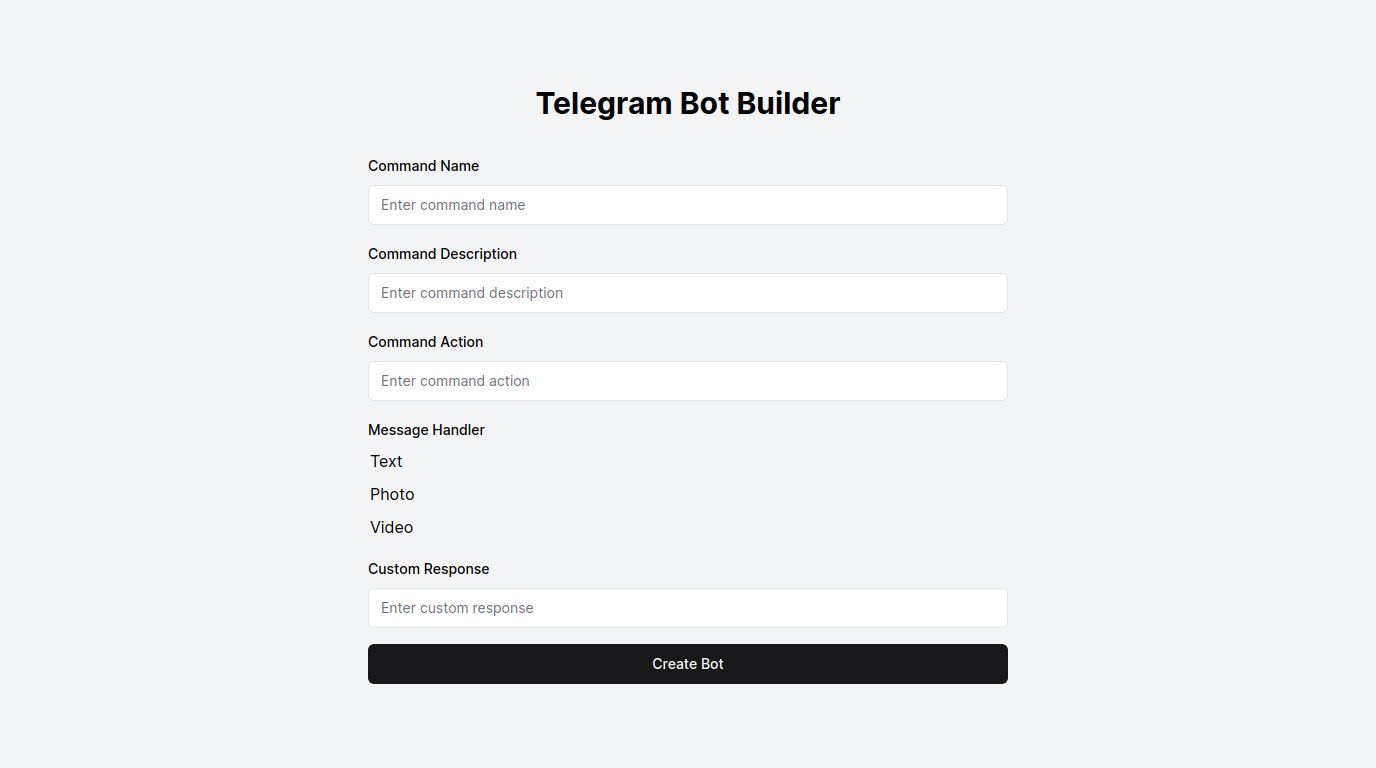 Telegram Bot Builder
Command Name
Enter command name
Command Description
Enter command description
Command Action
Enter command action
Message Handler
Text
Photo
Video
Custom Response
Enter custom response
Create Bot